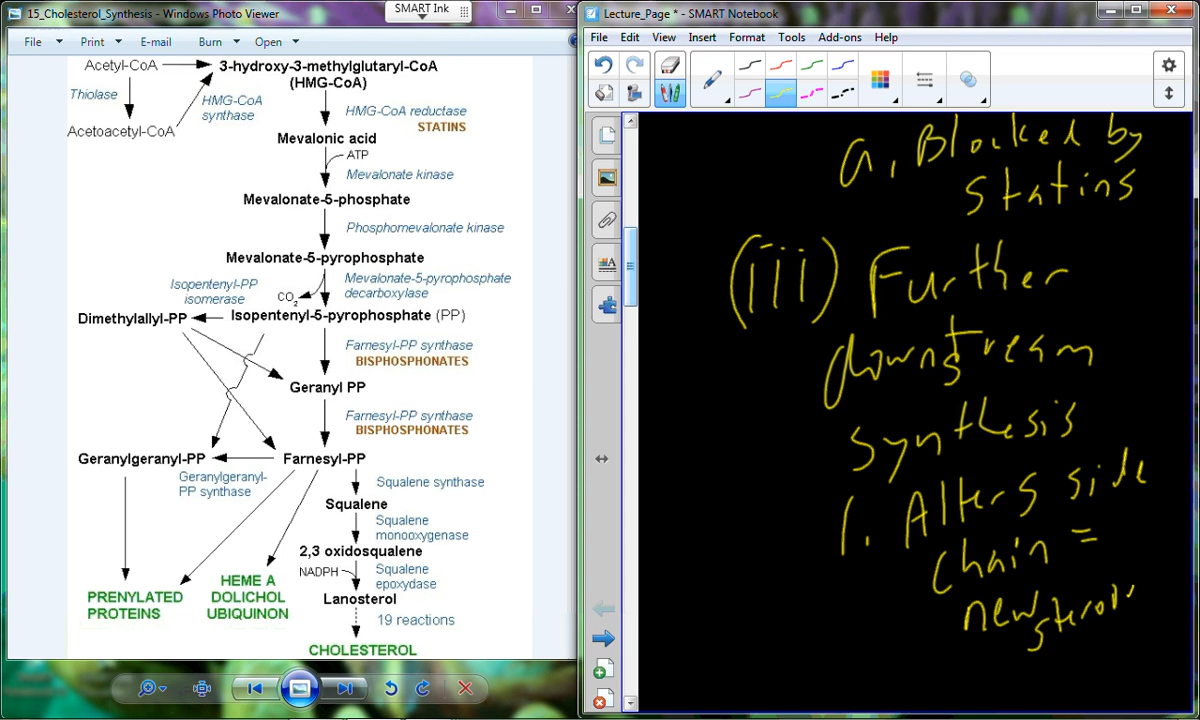 15_Cholesterol_Synthesis - Windows Photo Viewer
SMART Ink
File Print E-mail Burn Open
Acetyl-CoA
3-hydroxy-3-methylglutaryl-CoA
(HMG-CoA)
Thiolase
HMG-CoA
synthase
Acetoacetyl-CoA
HMG-CoA reductase
STATINS
Mevalonic acid
ATP
Mevalonate kinase
Mevalonate-5-phosphate
Phosphomevalonate kinase
Mevalonate-5-pyrophosphate
Isopentenyl-PP
isomerase
CO2
Mevalonate-5-pyrophosphate
decarboxylase
Dimethylallyl-PP
Isopentenyl-5-pyrophosphate (PP)
Farnesyl-PP synthase
BISPHOSPHONATES
Geranyl PP
Farnesyl-PP synthase
BISPHOSPHONATES
Geranylgeranyl-PP
Farnesyl-PP
Geranylgeranyl-
PP synthase
Squalene synthase
Squalene
Squalene
monooxygenase
2,3 oxidosqualene
NADPH
Squalene
epoxydase
Lanosterol
19 reactions
PRENYLATED
PROTEINS
HEME A
DOLICHOL
UBIQUINON
CHOLESTEROL
Lecture_Page * - SMART Notebook
File Edit View Insert Format Tools Add-ons Help
a. Blocked by
statins
(iii) Further
downstream
synthesis
1. Alters side
chain =
new